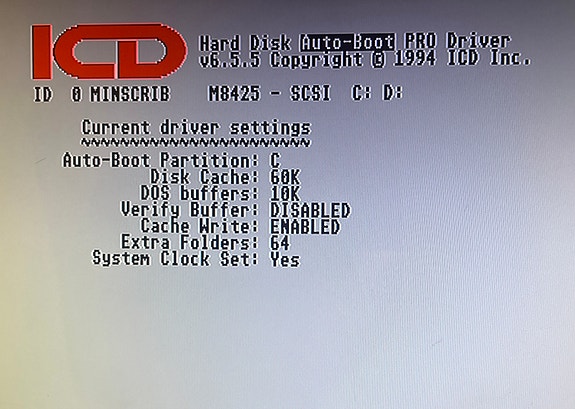 ICD
Hard Disk Auto-Boot PRO Driver
v6.5.5 Copyright © 1994 ICD Inc.
ID 0 MINSCRIB M8425 - SCSI C: D:
Current driver settings
Auto-Boot Partition: C
Disk Cache: 60K
DOS buffers: 10K
Verify Buffer: DISABLED
Cache Write: ENABLED
Extra Folders: 64
System Clock Set: Yes